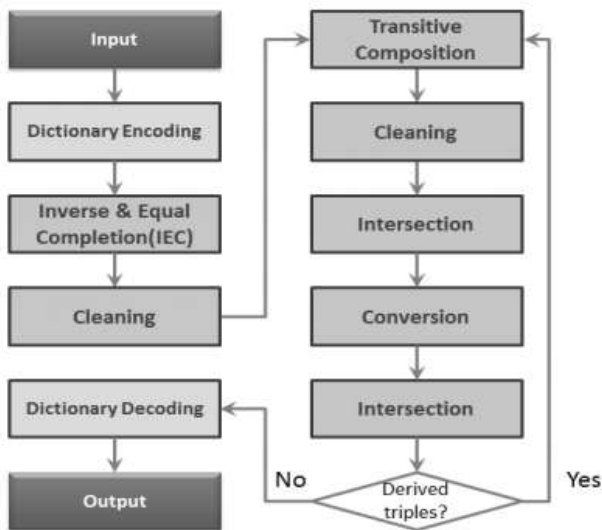 Input
Dictionary Encoding
Inverse & Equal
Completion(IEC)
Cleaning
Transitive
Composition
Cleaning
Intersection
Conversion
Intersection
Derived
triples?
No
Yes
Dictionary Decoding
Output